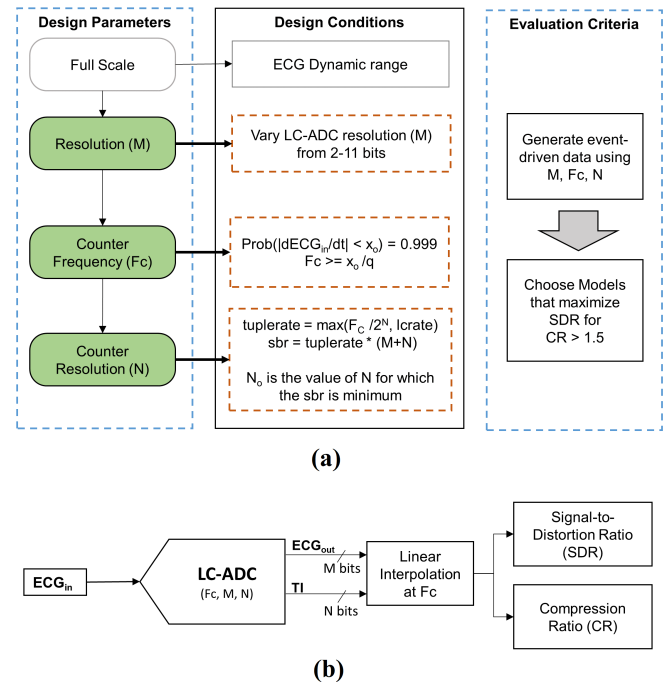 Design Parameters
Design Conditions
Evaluation Criteria
Full Scale
ECG Dynamic range
Resolution (M)
Vary LC-ADC resolution (M)
from 2-11 bits
Generate event-
driven data using
M, Fc, N
Counter
Frequency (Fc)
Prob(|dECGin/dt| < xo) = 0.999
Fc >= xo /q
Choose Models
that maximize
SDR for
CR > 1.5
Counter
Resolution (N)
tuplerate = max(FC /2^N, lcrate)
sbr = tuplerate * (M+N)
No is the value of N for which
the sbr is minimum
(a)
ECGin
LC-ADC
(Fc, M, N)
ECGout
M bits
TI
N bits
Linear
Interpolation
at Fc
Signal-to-
Distortion Ratio
(SDR)
Compression
Ratio (CR)
(b)